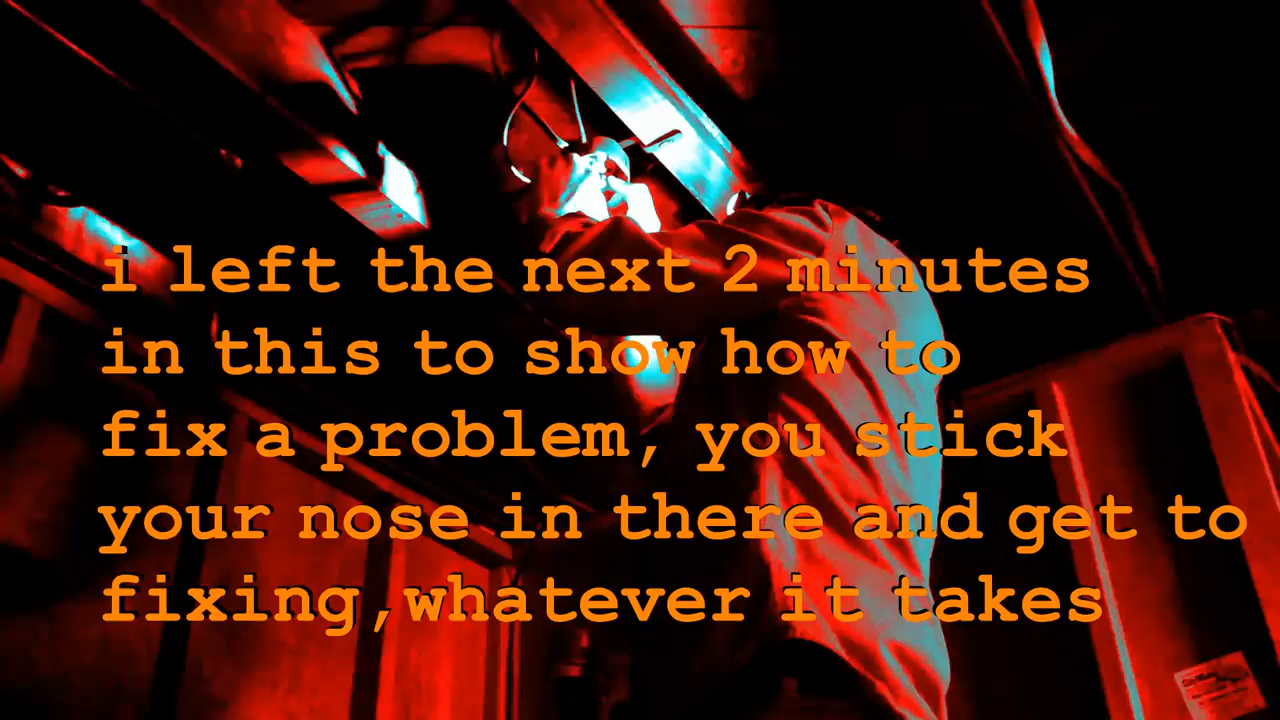 i left the next 2 minutes
in this to show how to
fix a problem, you stick
your nose in there and get to
fixing,whatever it takes